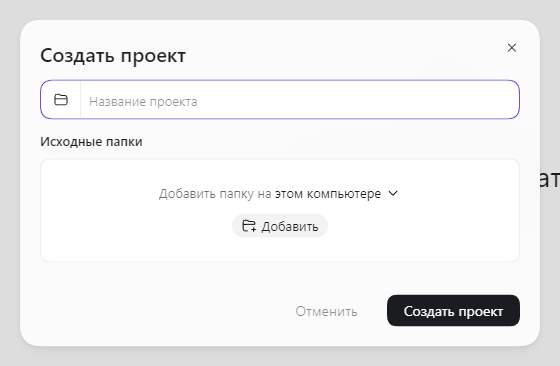 Создать проект
Название проекта
Исходные папки
Добавить папку на этом компьютере
Добавить
Отменить
Создать проект